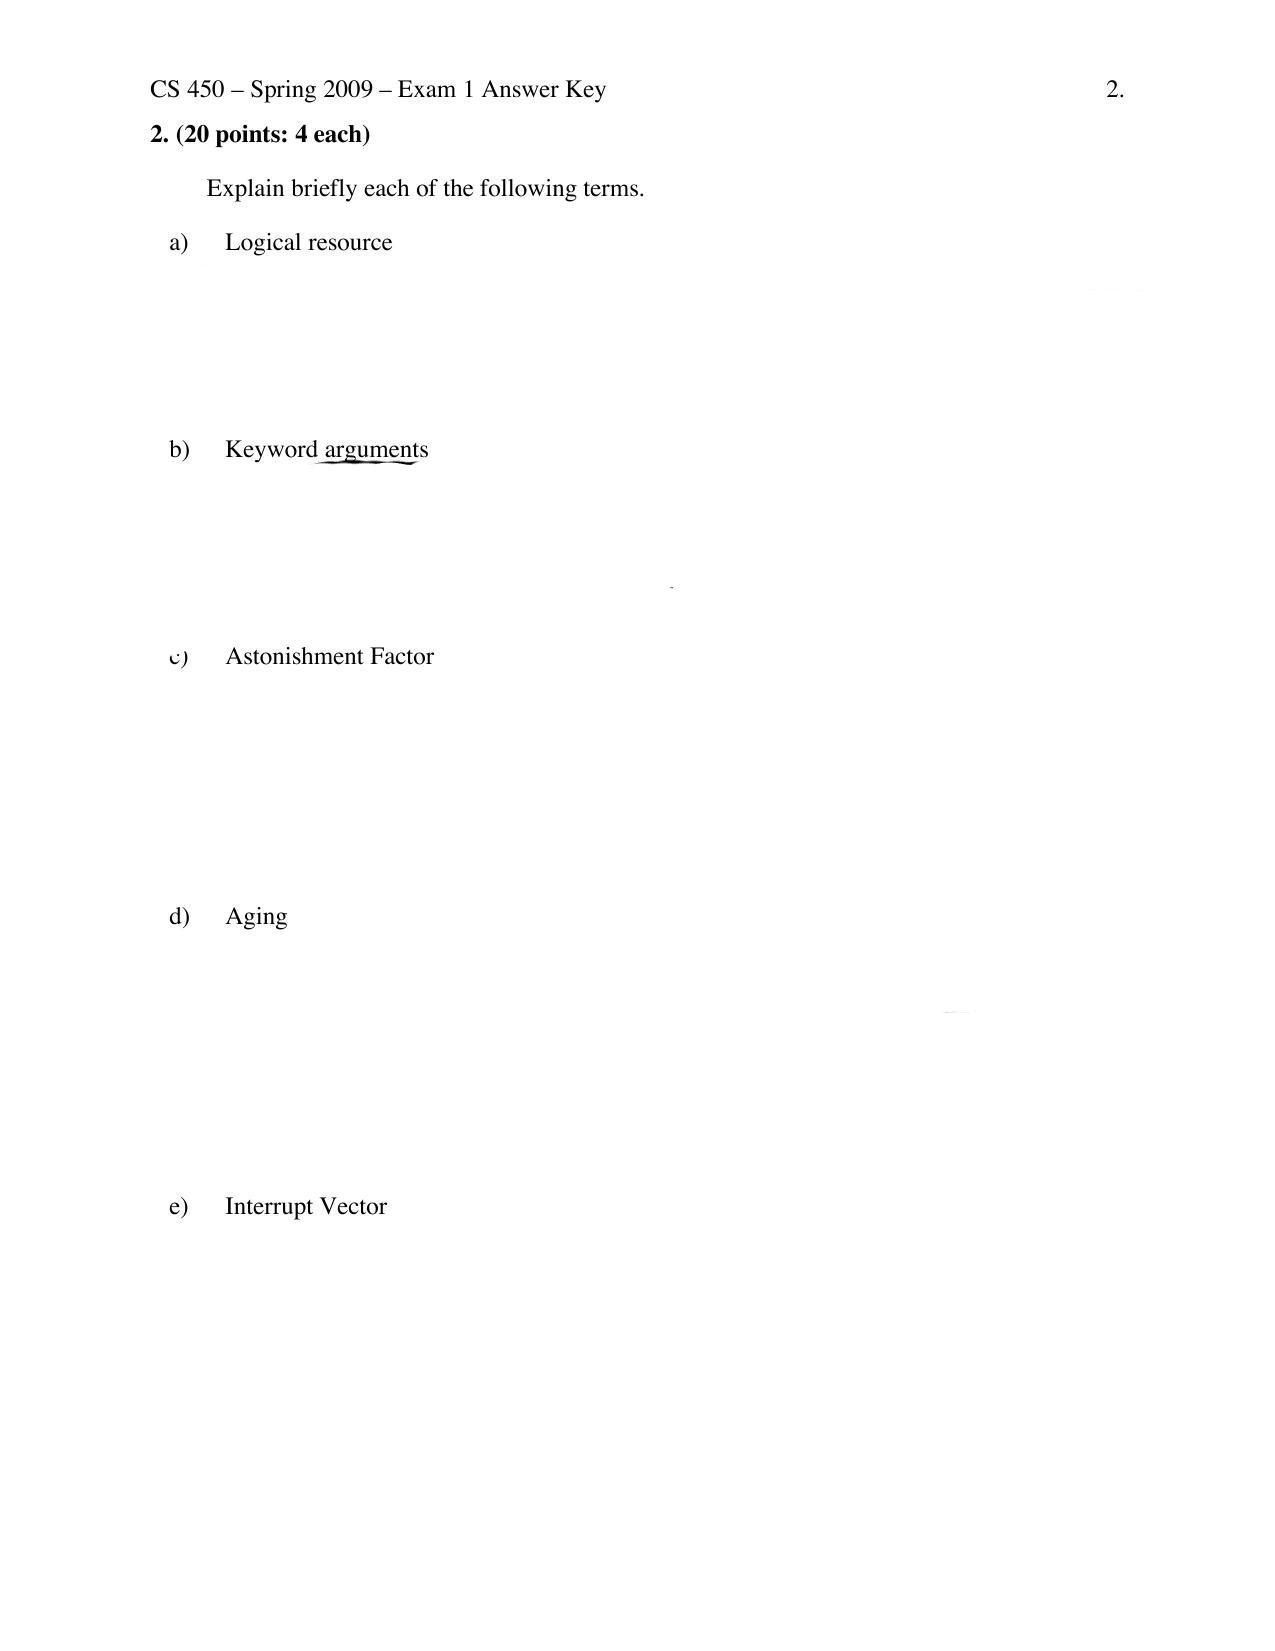 CS 450 – Spring 2009 – Exam 1 Answer Key 2.
2. (20 points: 4 each)
Explain briefly each of the following terms.
a) Logical resource
b) Keyword arguments
c) Astonishment Factor
d) Aging
e) Interrupt Vector